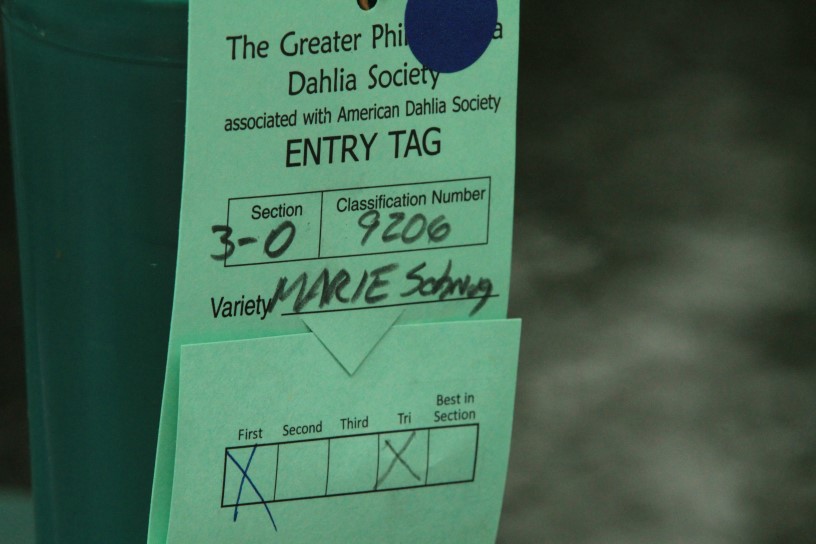 The Greater Phi a
Dahlia Society
associated with American Dahlia Society
ENTRY TAG
Section Classification Number
3-0 9206
Variety MARIE
First Second Third Tri Best in Section
X X